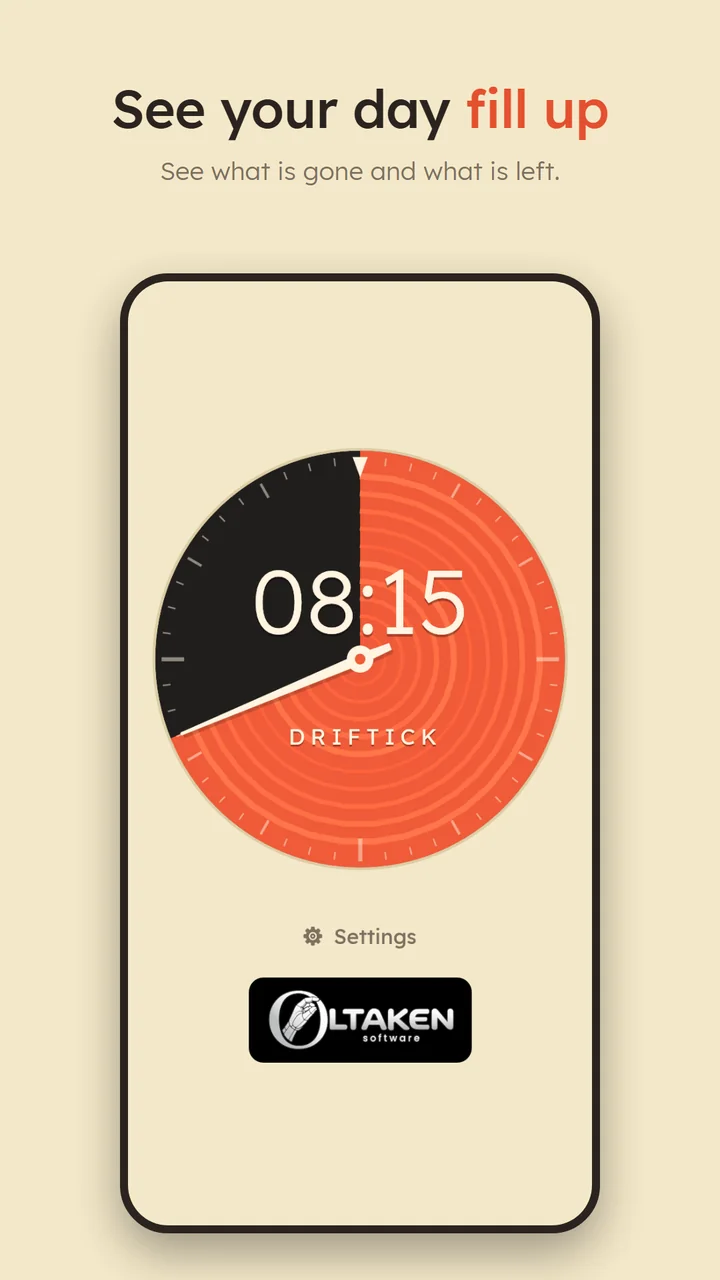 See your day fill up
See what is gone and what is left.
08:15
DRIFTICK
Settings
OLTAKEN
software